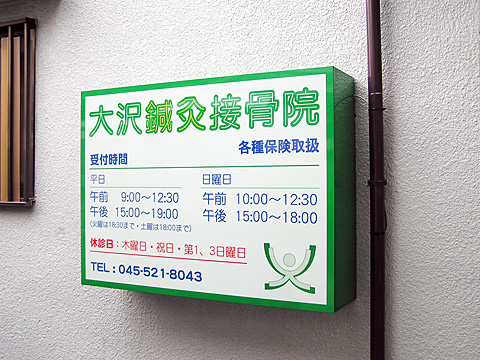 大沢鍼灸接骨院
各種保険取扱
受付時間
平日
午前 9:00～12:30
午後 15:00～19:00
(火曜は18:30まで・土曜は18:00まで)
日曜日
午前 10:00～12:30
午後 15:00～18:00
休診日：木曜日・祝日・第1、3日曜日
TEL：045-521-8043